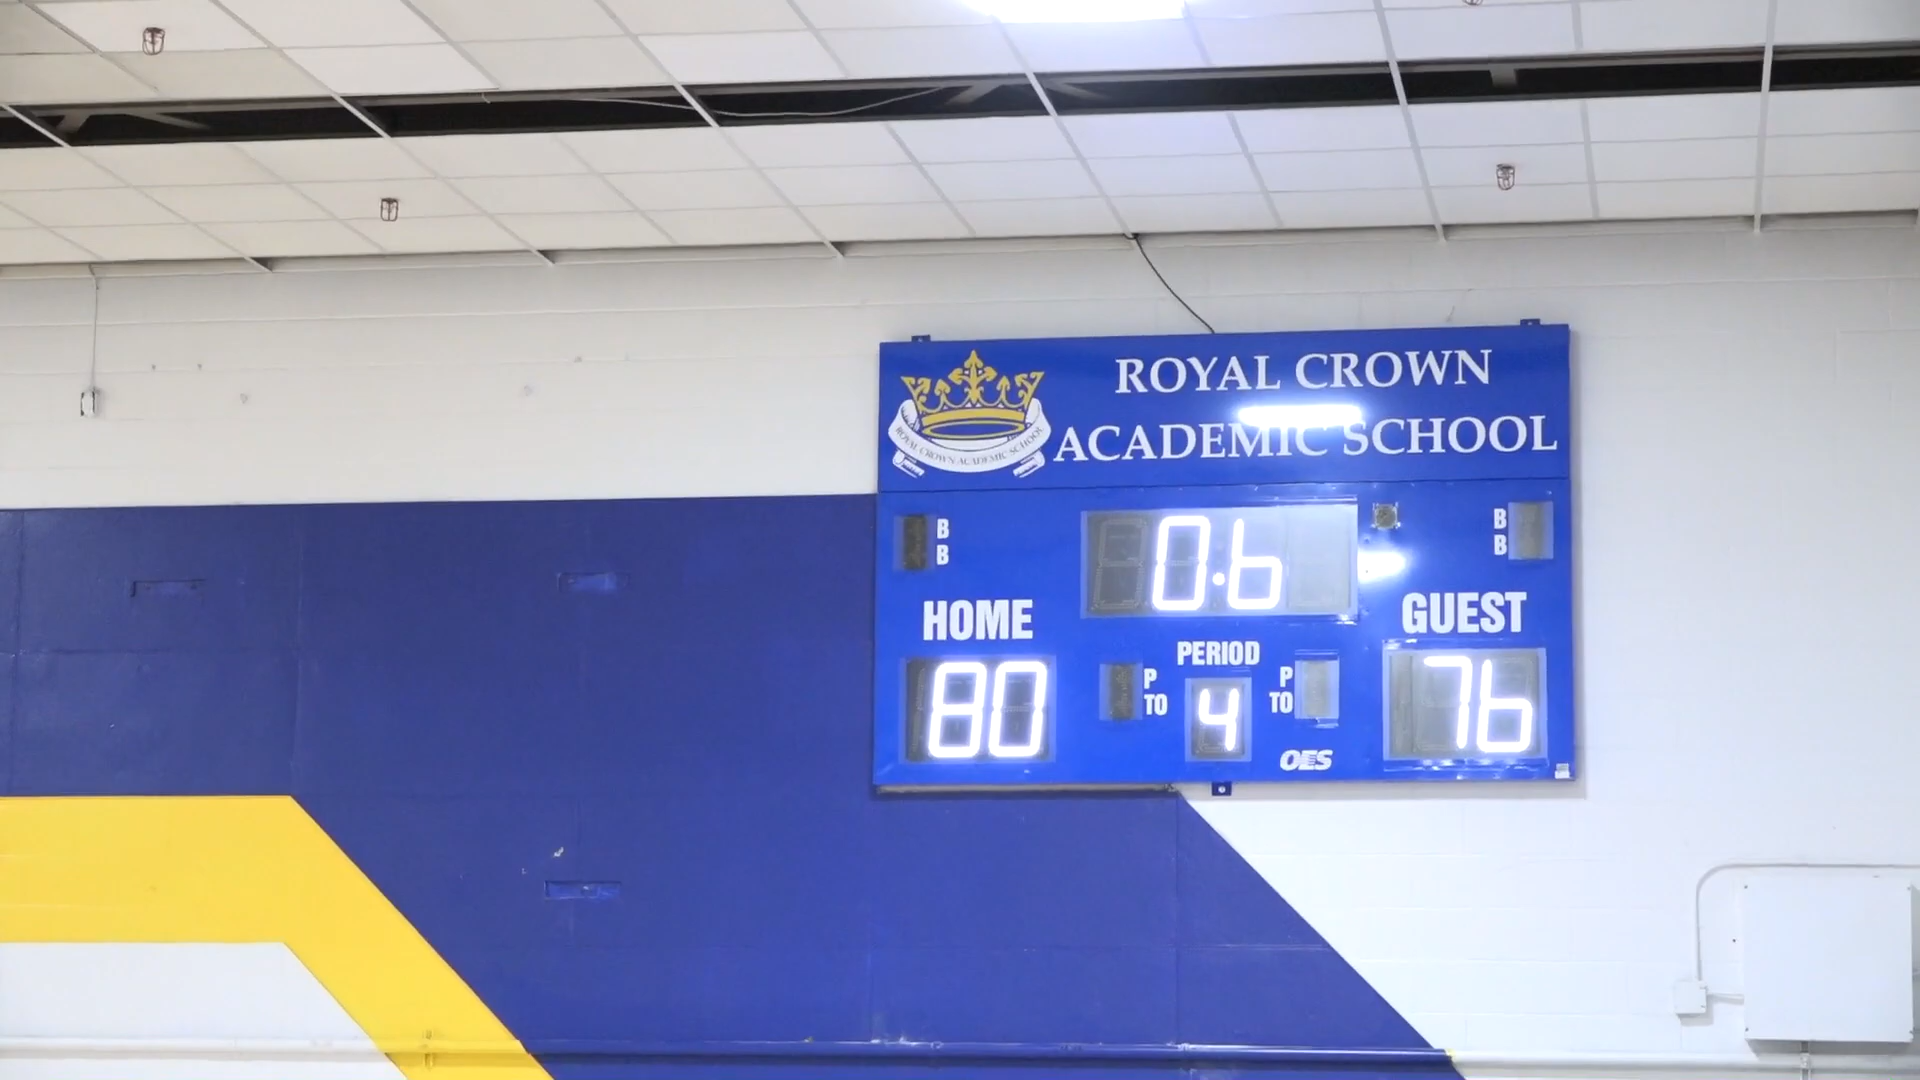 ROYAL CROWN
ACADEMIC SCHOOL
ROYAL CROWN ACADEMIC SCHOOL
B
B
0.6
B
B
HOME
GUEST
PERIOD
80
P
TO
4
P
TO
76
OES